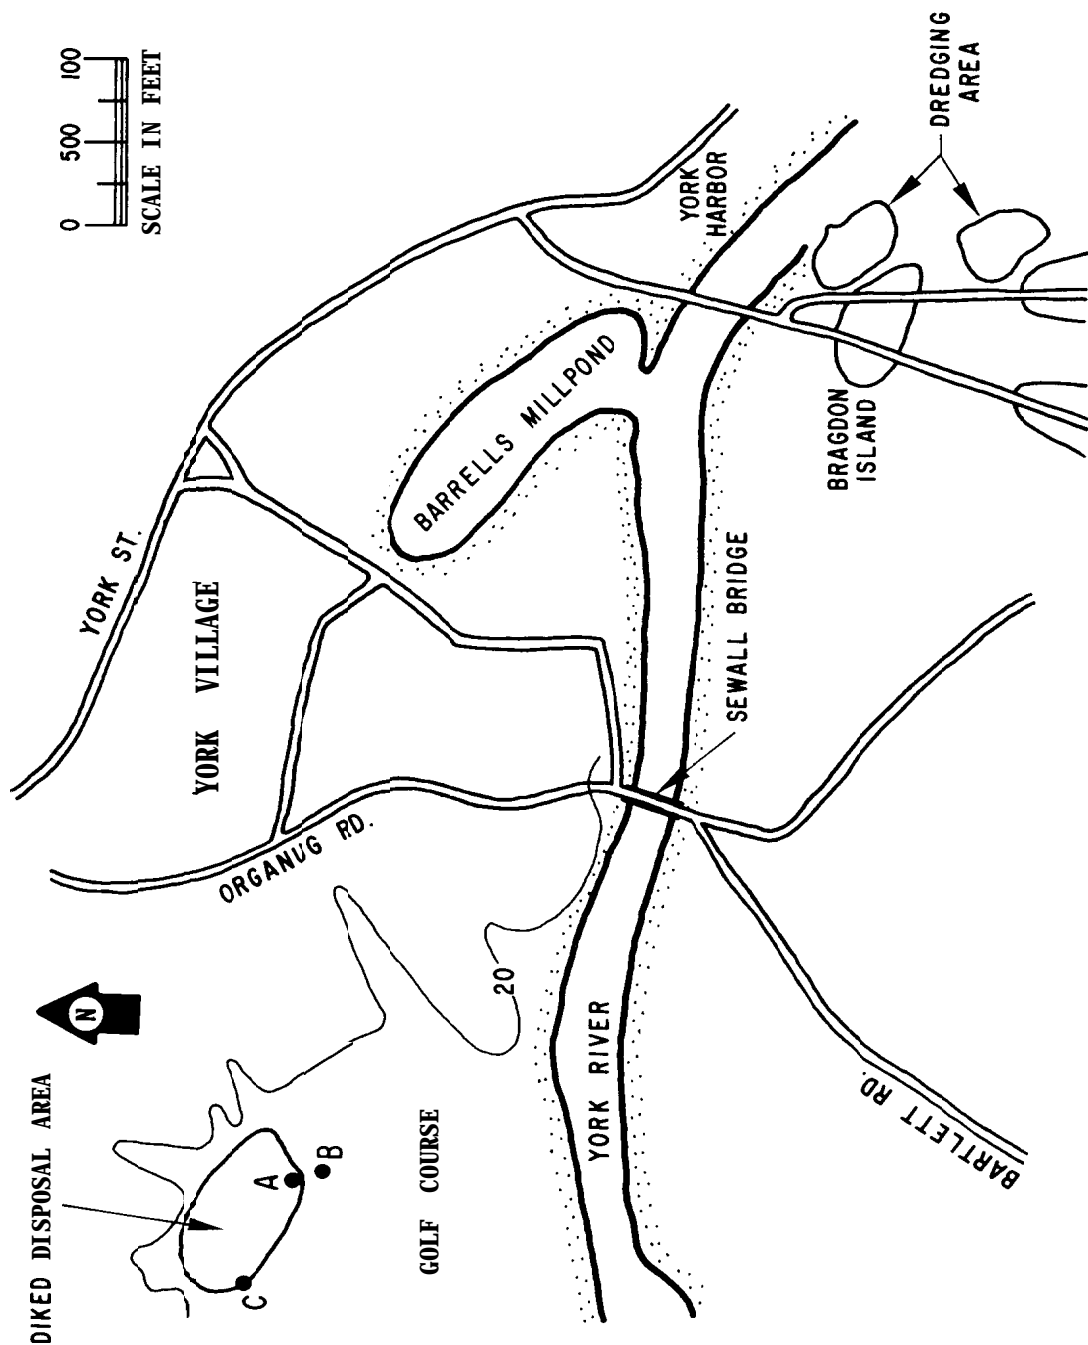 DIKED DISPOSAL AREA
N
C
A
B
GOLF COURSE
20
ORGANUG RD.
YORK VILLAGE
YORK ST.
0 500 100
SCALE IN FEET
BARRELLS MILLPOND
YORK
HARBOR
DREDGING
AREA
BRAGDON
ISLAND
SEWALL BRIDGE
YORK RIVER
BARTLETT RD.